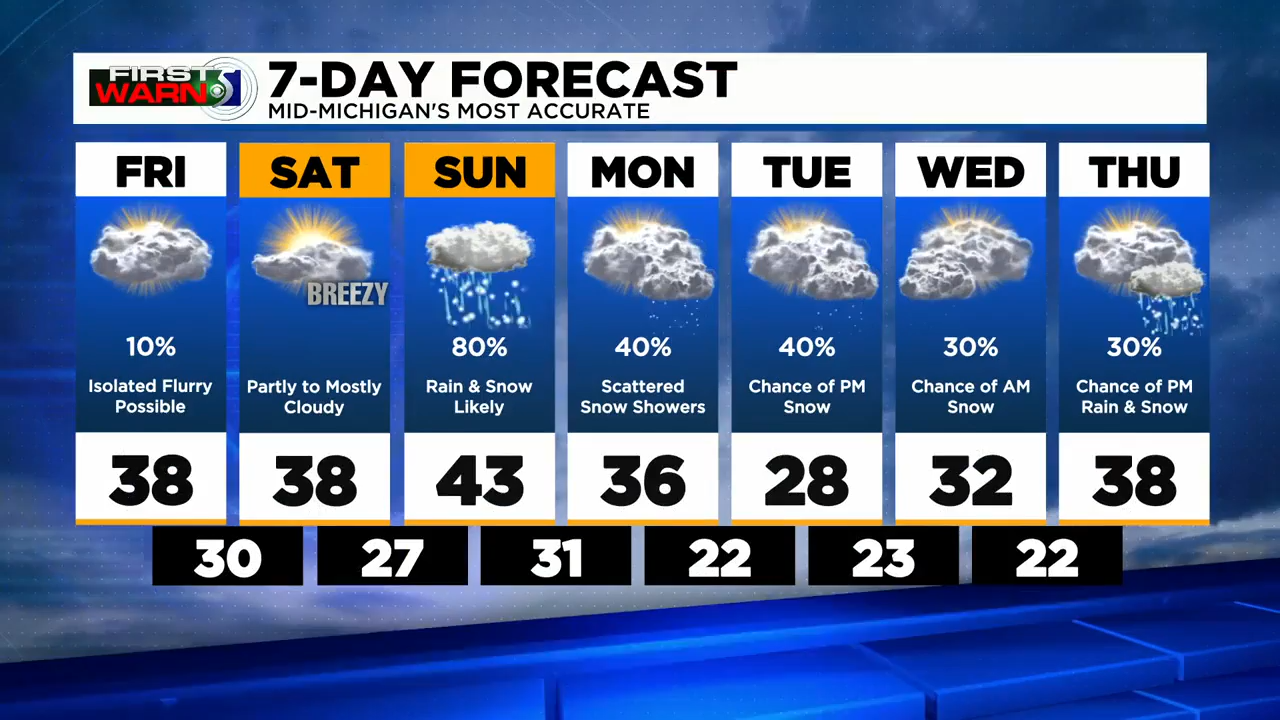 FIRST
WARN 5
7-DAY FORECAST
MID-MICHIGAN'S MOST ACCURATE
FRI
SAT
SUN
MON
TUE
WED
THU
BREEZY
10%
80%
40%
40%
30%
30%
Isolated Flurry
Possible
Partly to Mostly
Cloudy
Rain & Snow
Likely
Scattered
Snow Showers
Chance of PM
Snow
Chance of AM
Snow
Chance of PM
Rain & Snow
38
38
43
36
28
32
38
30
27
31
22
23
22